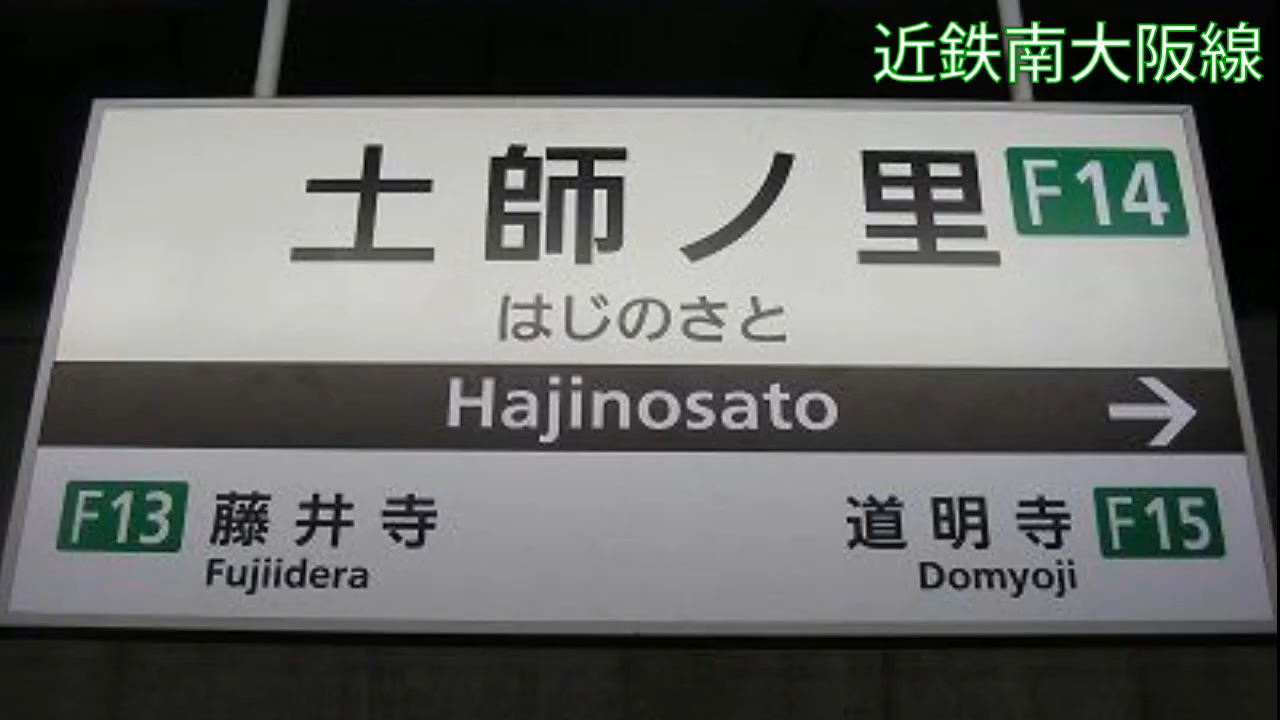 近鉄南大阪線
土師ノ里 F14
はじのさと
Hajinosato →
F13 藤井寺 道明寺 F15
Fujiidera Domyoji